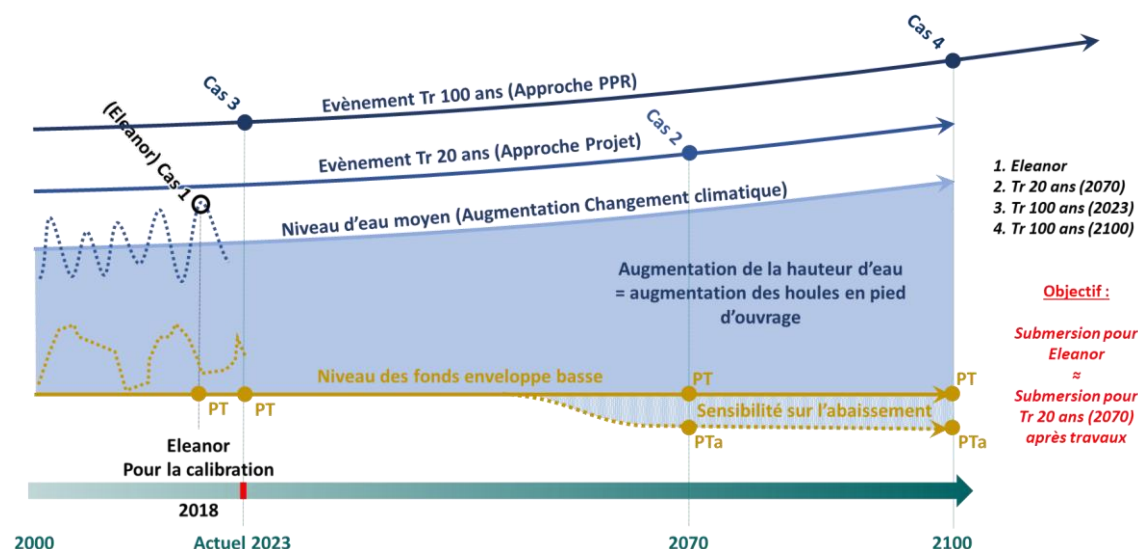 Cas 4
Cas 3
Evènement Tr 100 ans (Approche PPR)
(Eleanor) Cas 1
Cas 2
Evènement Tr 20 ans (Approche Projet)
Niveau d'eau moyen (Augmentation Changement climatique)
1. Eleanor
2. Tr 20 ans (2070)
3. Tr 100 ans (2023)
4. Tr 100 ans (2100)
Augmentation de la hauteur d'eau
= augmentation des houles en pied
d'ouvrage
Objectif :
Submersion pour
Eleanor
≈
Submersion pour
Tr 20 ans (2070)
après travaux
Niveau des fonds enveloppe basse
PT
PT
PT
PT
Sensibilité sur l'abaissement
PTa
PTa
Eleanor
Pour la calibration
2018
2000
Actuel 2023
2070
2100